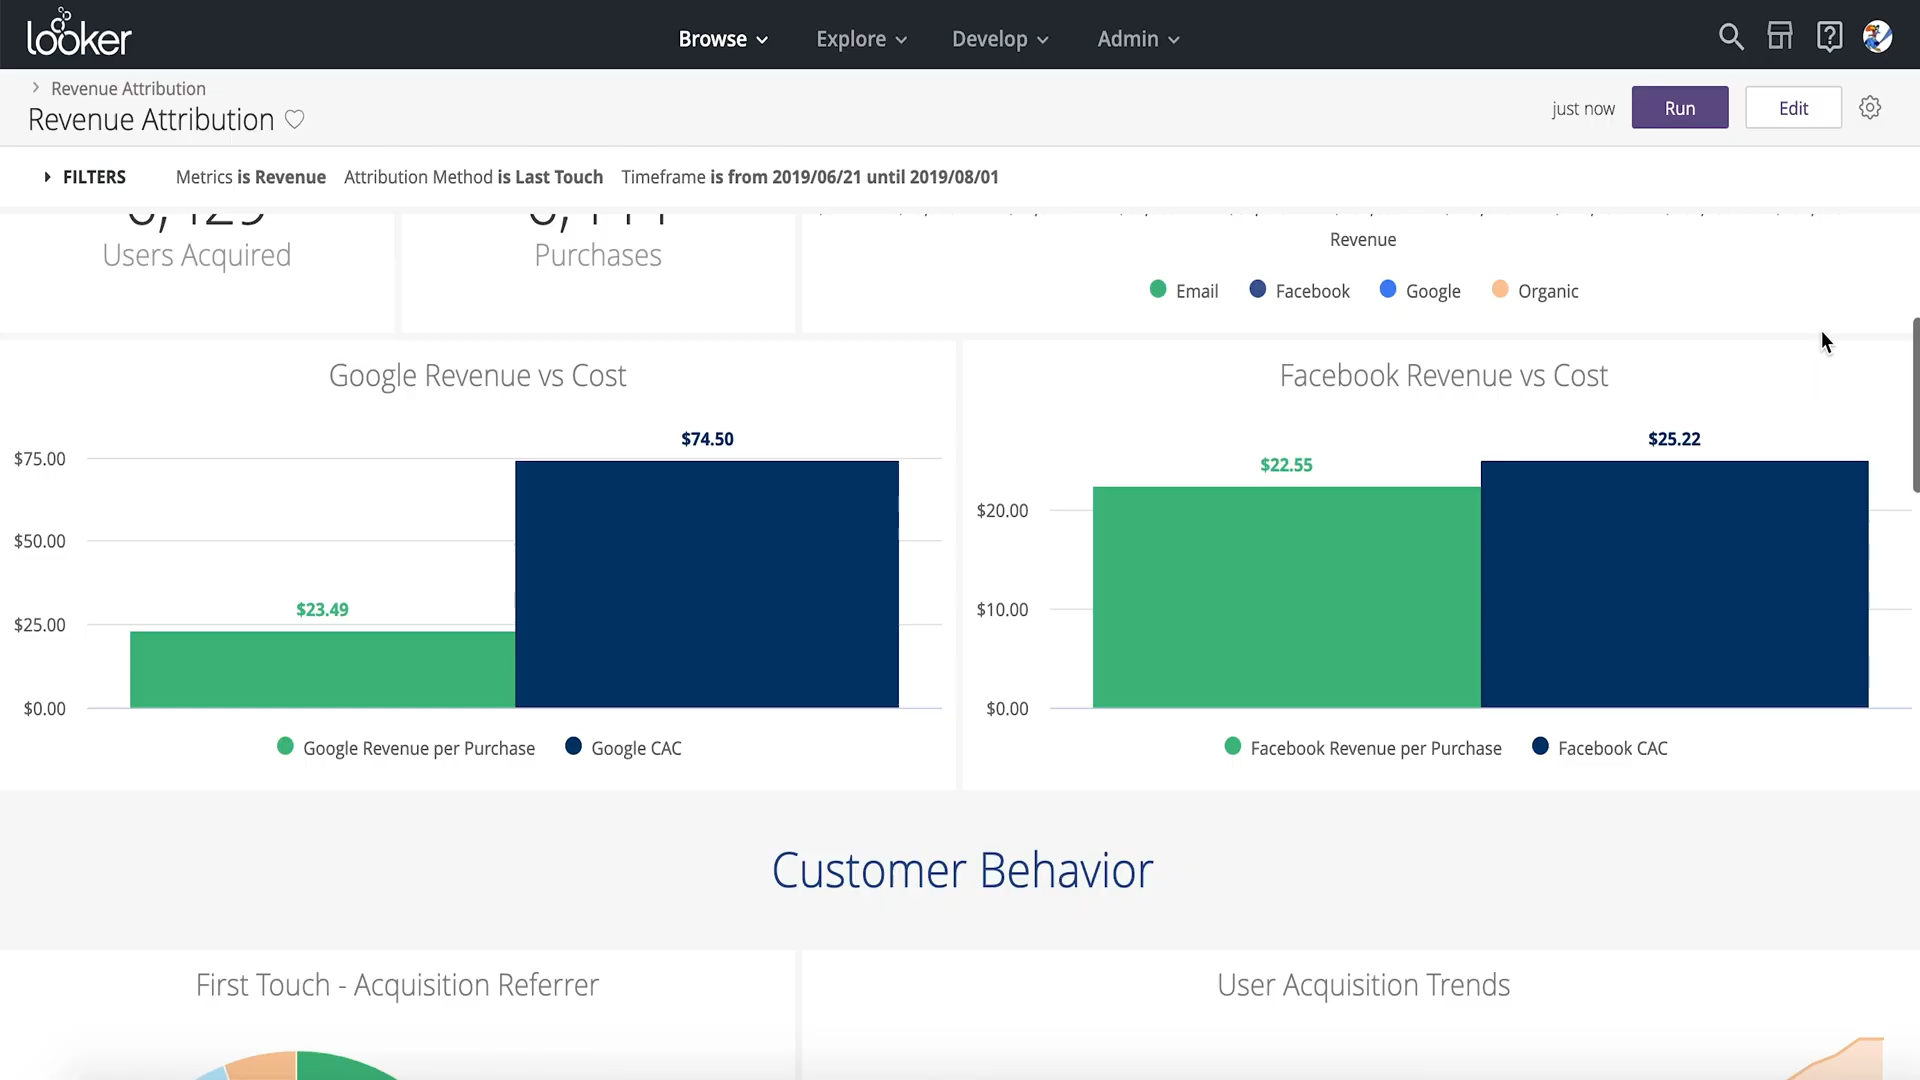 looker
Browse
Explore
Develop
Admin
Revenue Attribution
Revenue Attribution
just now
Run
Edit
FILTERS
Metrics is Revenue
Attribution Method is Last Touch
Timeframe is from 2019/06/21 until 2019/08/01
Users Acquired
Purchases
Revenue
Email
Facebook
Google
Organic
Google Revenue vs Cost
$75.00
$50.00
$25.00
$0.00
$23.49
$74.50
Google Revenue per Purchase
Google CAC
Facebook Revenue vs Cost
$20.00
$10.00
$0.00
$22.55
$25.22
Facebook Revenue per Purchase
Facebook CAC
Customer Behavior
First Touch - Acquisition Referrer
User Acquisition Trends